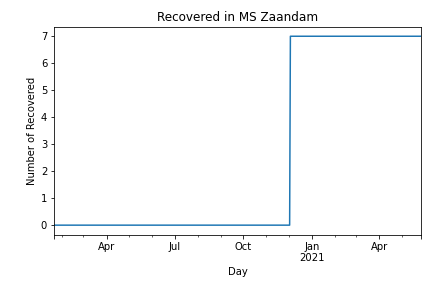 Recovered in MS Zaandam
Number of Recovered
7
6
5
4
3
2
1
0
Apr
Jul
Oct
Jan
2021
Apr
Day